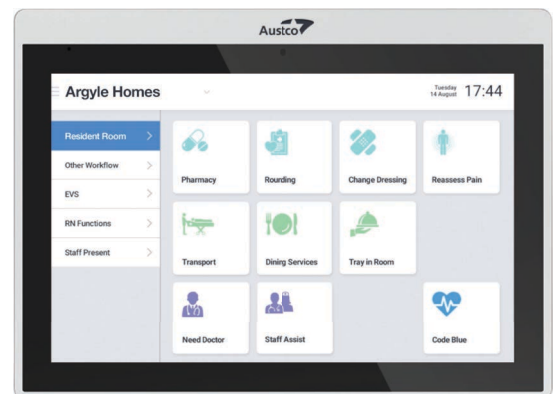 Austco
Argyle Homes
Tuesday
14 August
17:44
Resident Room
Other Workflow
EVS
RN Functions
Staff Present
Pharmacy
Rourding
Change Dressing
Reassess Pain
Transport
Dinirg Services
Tray in Room
Need Doctor
Staff Assist
Code Blue